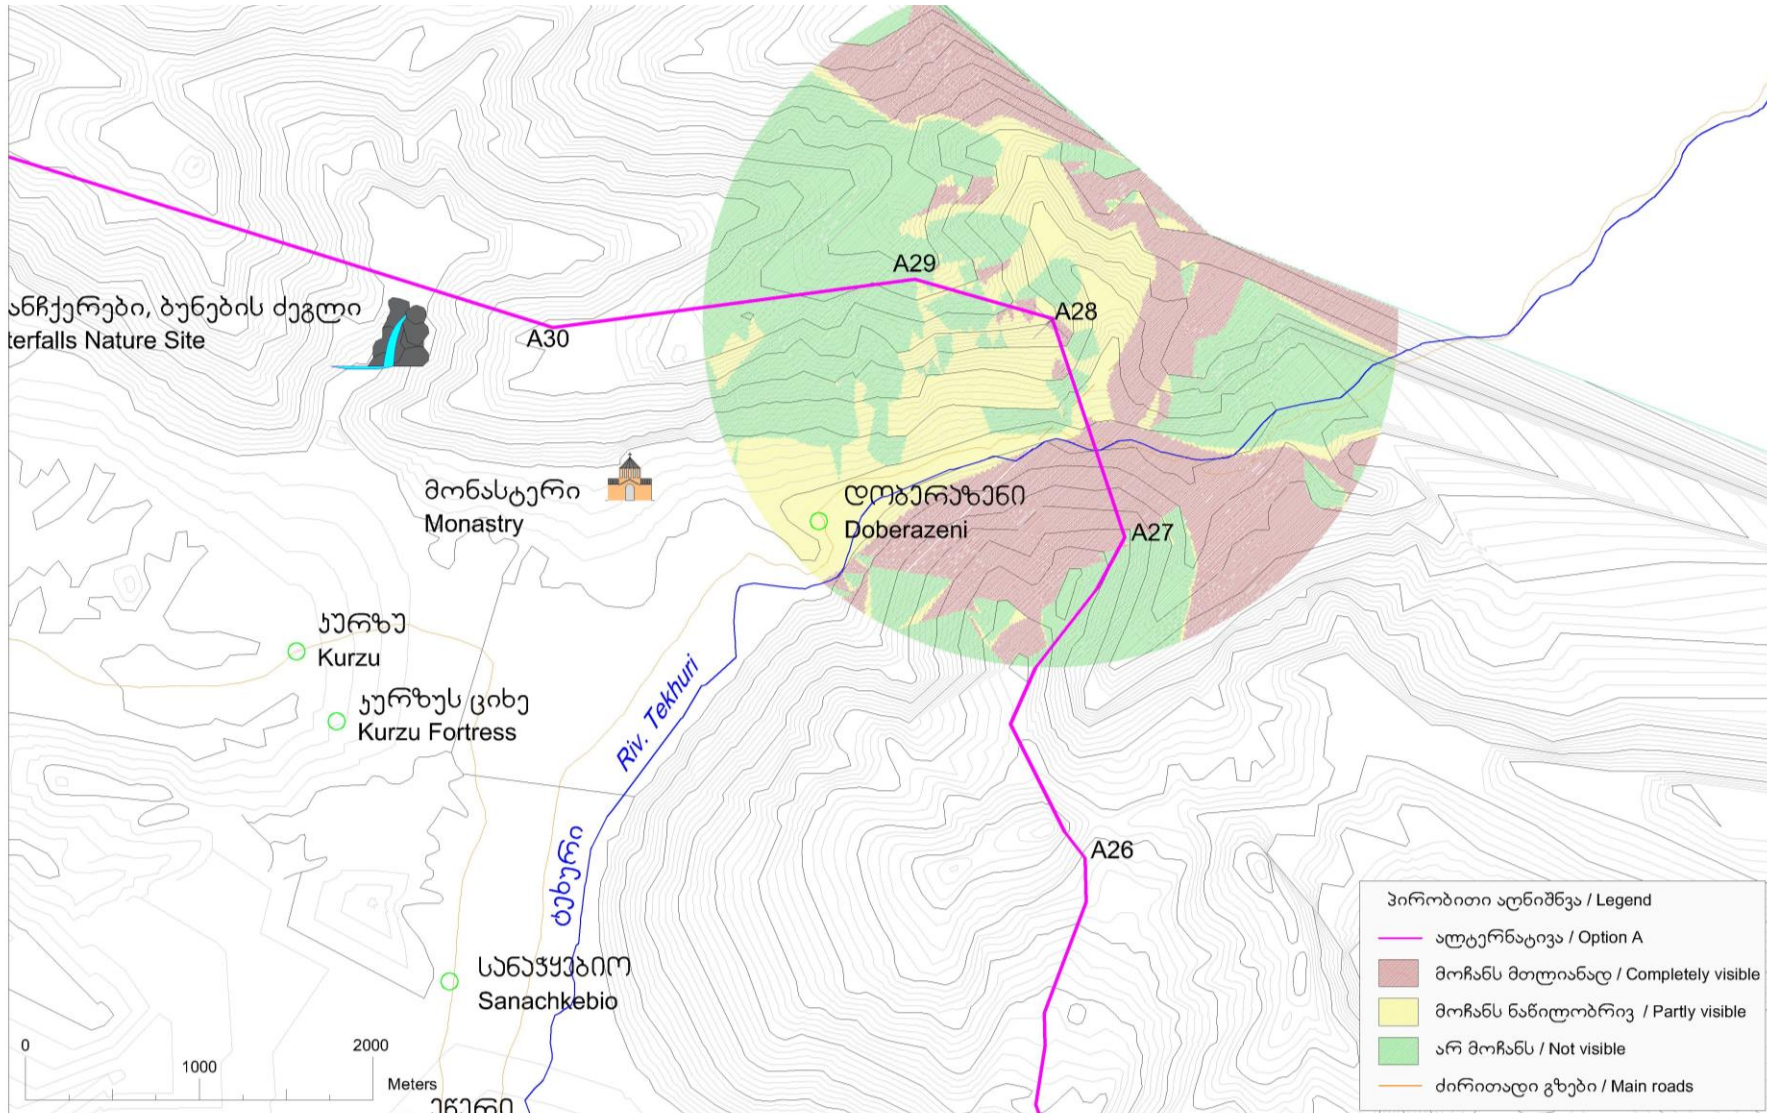 A29
A28
ანჩქერები, ბუნების ძეგლი
terfalls Nature Site
A30
მონასტერი
Monastry
დობერაზენი
Doberazeni
A27
კურზუ
Kurzu
კურზუს ციხე
Kurzu Fortress
Riv. Tekhuri
ტეხური
A26
სანაჭყებიო
Sanachkebio
0
1000
2000
Meters
პირობითი აღნიშნვა / Legend
ალტერნატივა / Option A
მოჩანს მთლიანად / Completely visible
მოჩანს ნაწილობრივ / Partly visible
არ მოჩანს / Not visible
ძირითადი გზები / Main roads